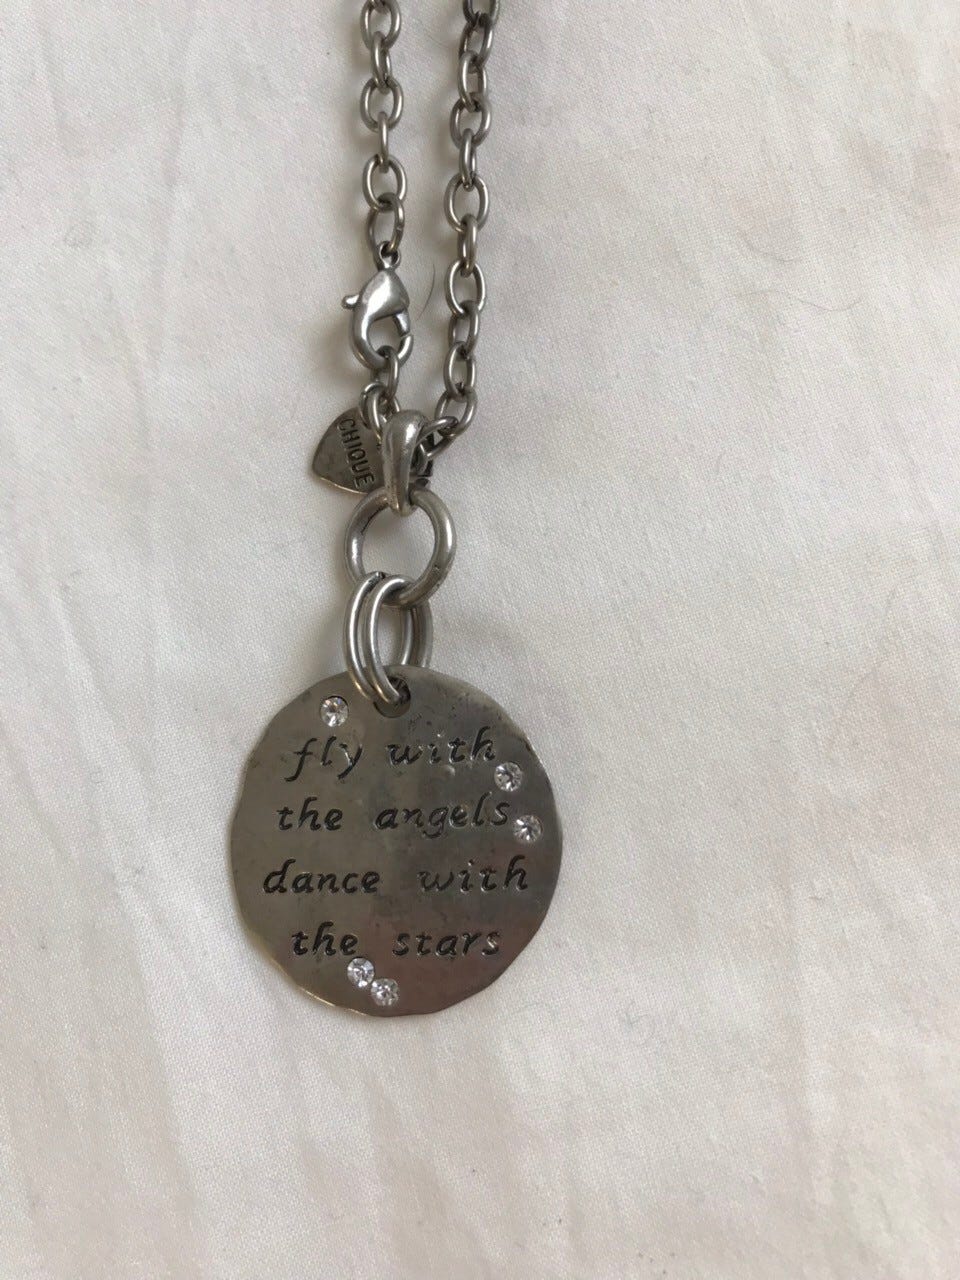 CHIQUE
fly with
the angels
dance with
the stars